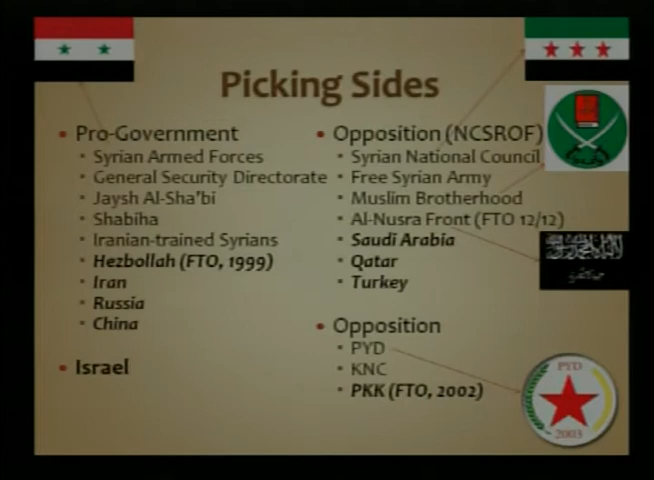 Picking Sides
Pro-Government
Syrian Armed Forces
General Security Directorate
Jaysh Al-Sha'bi
Shabiha
Iranian-trained Syrians
Hezbollah (FTO, 1999)
Iran
Russia
China
Israel
Opposition (NCSROF)
Syrian National Council
Free Syrian Army
Muslim Brotherhood
Al-Nusra Front (FTO 12/12)
Saudi Arabia
Qatar
Turkey
Opposition
PYD
KNC
PKK (FTO, 2002)
PYD
2003